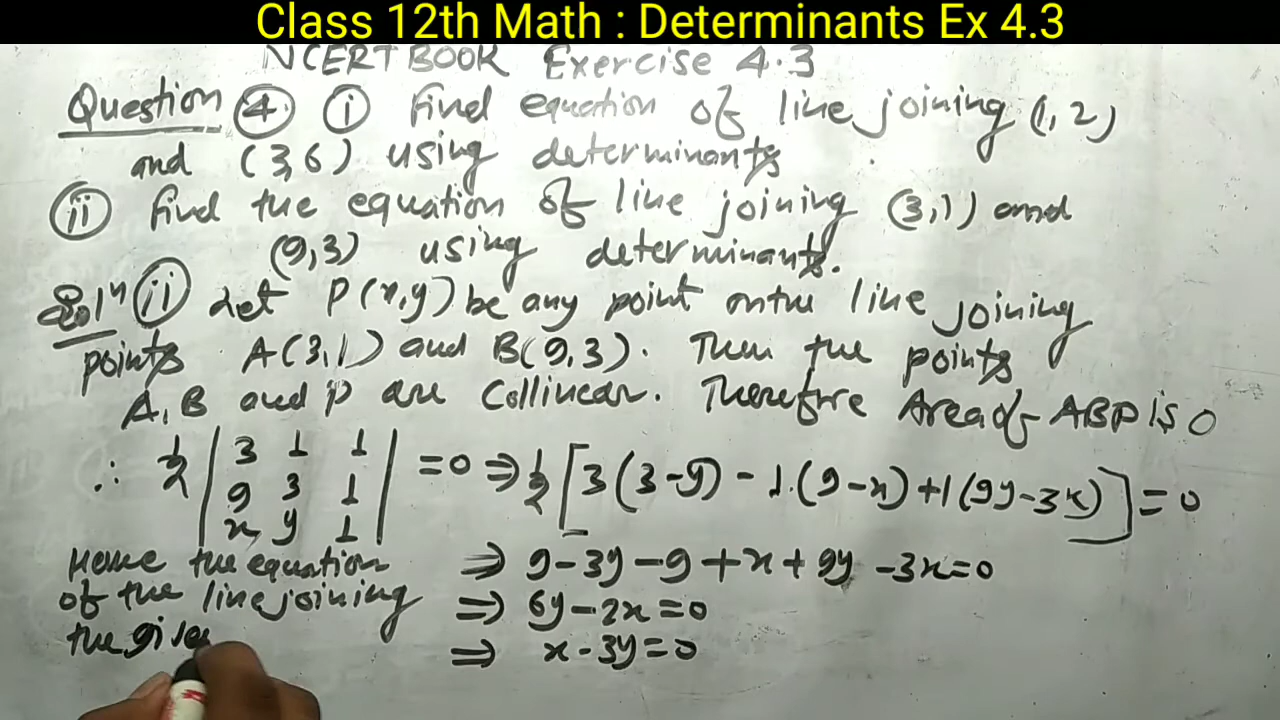 Class 12th Math : Determinants Ex 4.3
NCERT BOOK Exercise 4.3
Question 4. i Find equation of line joining (1, 2)
and (3,6) using determinants
ii Find the equation of line joining (3,1) and
(9,3) using determinants.
Solⁿ ii Let P(x,y) be any point on the line joining
points A(3,1) and B(9,3). Then the points
A, B and P are Collinear. Therefore Area of ABP is 0
∴ 1/2 | 3 1 1 | = 0 ⇒ 1/2 [3(3-y) - 1.(9-x) + 1(9y-3x)] = 0
9 3 1
x y 1
Hence the equation ⇒ 9-3y-9+x+9y-3x=0
of the line joining ⇒ 6y-2x=0
the give ⇒ x-3y=0